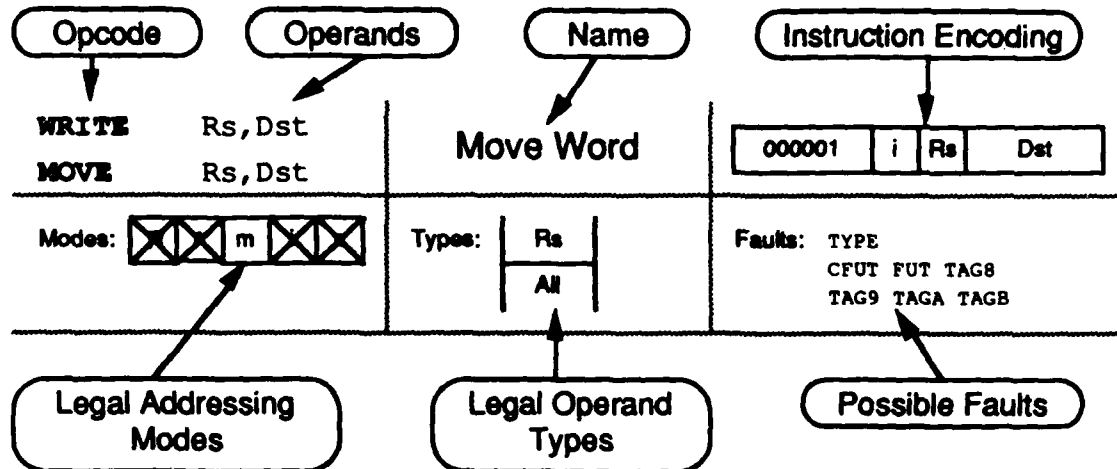 Opcode Operands Name Instruction Encoding
WRITE Rs,Dst
MOVE Rs,Dst
Move Word
000001 i Rs Dst
Modes: m
Types: Rs
All
Faults: TYPE
CFUT FUT TAG8
TAG9 TAGA TAGB
Legal Addressing
Modes
Legal Operand
Types
Possible Faults